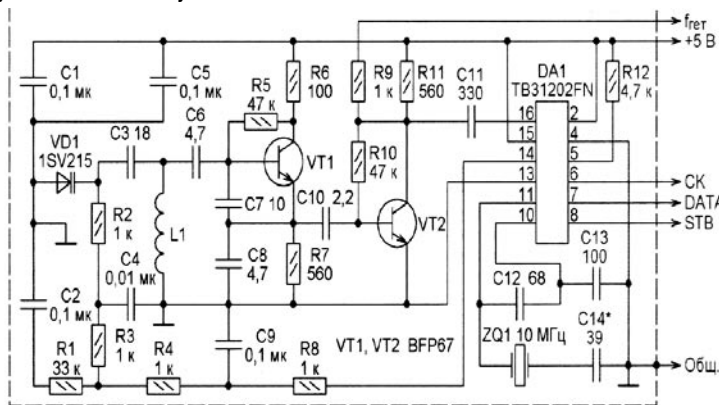 fгет
+5 В
C1
0,1 мк
C5
0,1 мк
R6
100
R5
47 к
R9
1 к
R11
560
C11
330
DA1
TB31202FN
R12
4,7 к
VD1
1SV215
C3 18
C6
4,7
VT1
R10
47 к
16
15
14
13
11
10
2
4
5
6
7
8
CK
DATA
STB
R2
1 к
L1
C7 10
C10 2,2
VT2
C4
0,01 мк
C8
4,7
R7
560
C13
100
C12 68
C2
0,1 мк
R3
1 к
C9
0,1 мк
VT1, VT2 BFP67
ZQ1 10 МГц
C14*
39
R1
33 к
R4
1 к
R8
1 к
Общ.